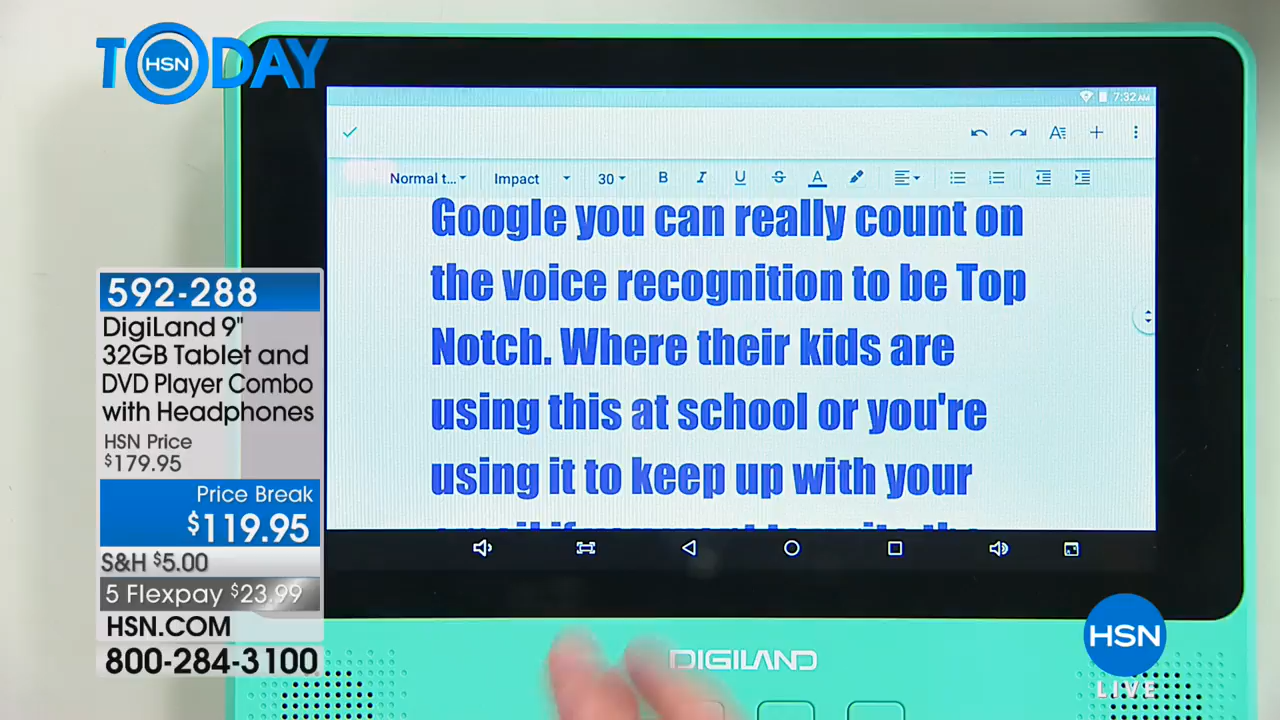 TODAY
HSN
7:32 AM
Normal t...
Impact
30
B
I
U
S
A
Google you can really count on
the voice recognition to be Top
Notch. Where their kids are
using this at school or you're
using it to keep up with your
592-288
DigiLand 9"
32GB Tablet and
DVD Player Combo
with Headphones
HSN Price
$179.95
Price Break
$119.95
S&H $5.00
5 Flexpay $23.99
HSN.COM
800-284-3100
DIGILAND
HSN
LIVE